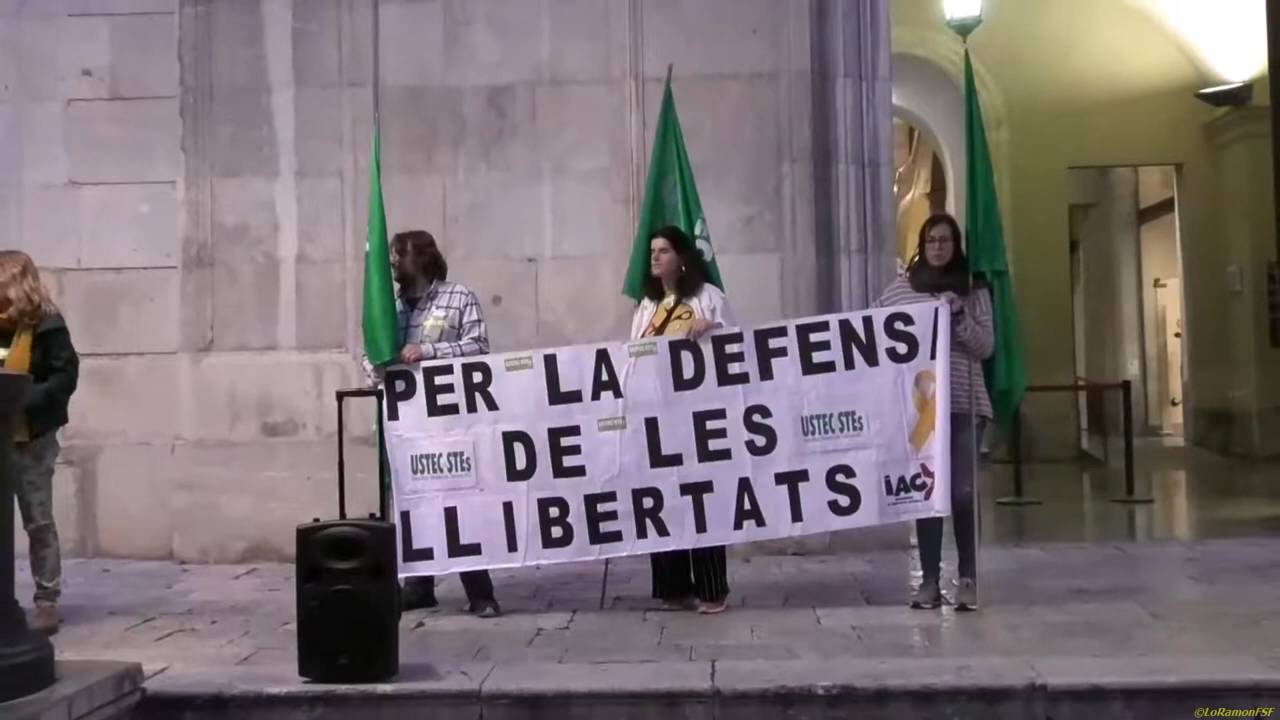 PER LA DEFENSA
DE LES
LLIBERTATS
USTEC·STEs
USTEC·STEs
iAC
©LoRamonFSF